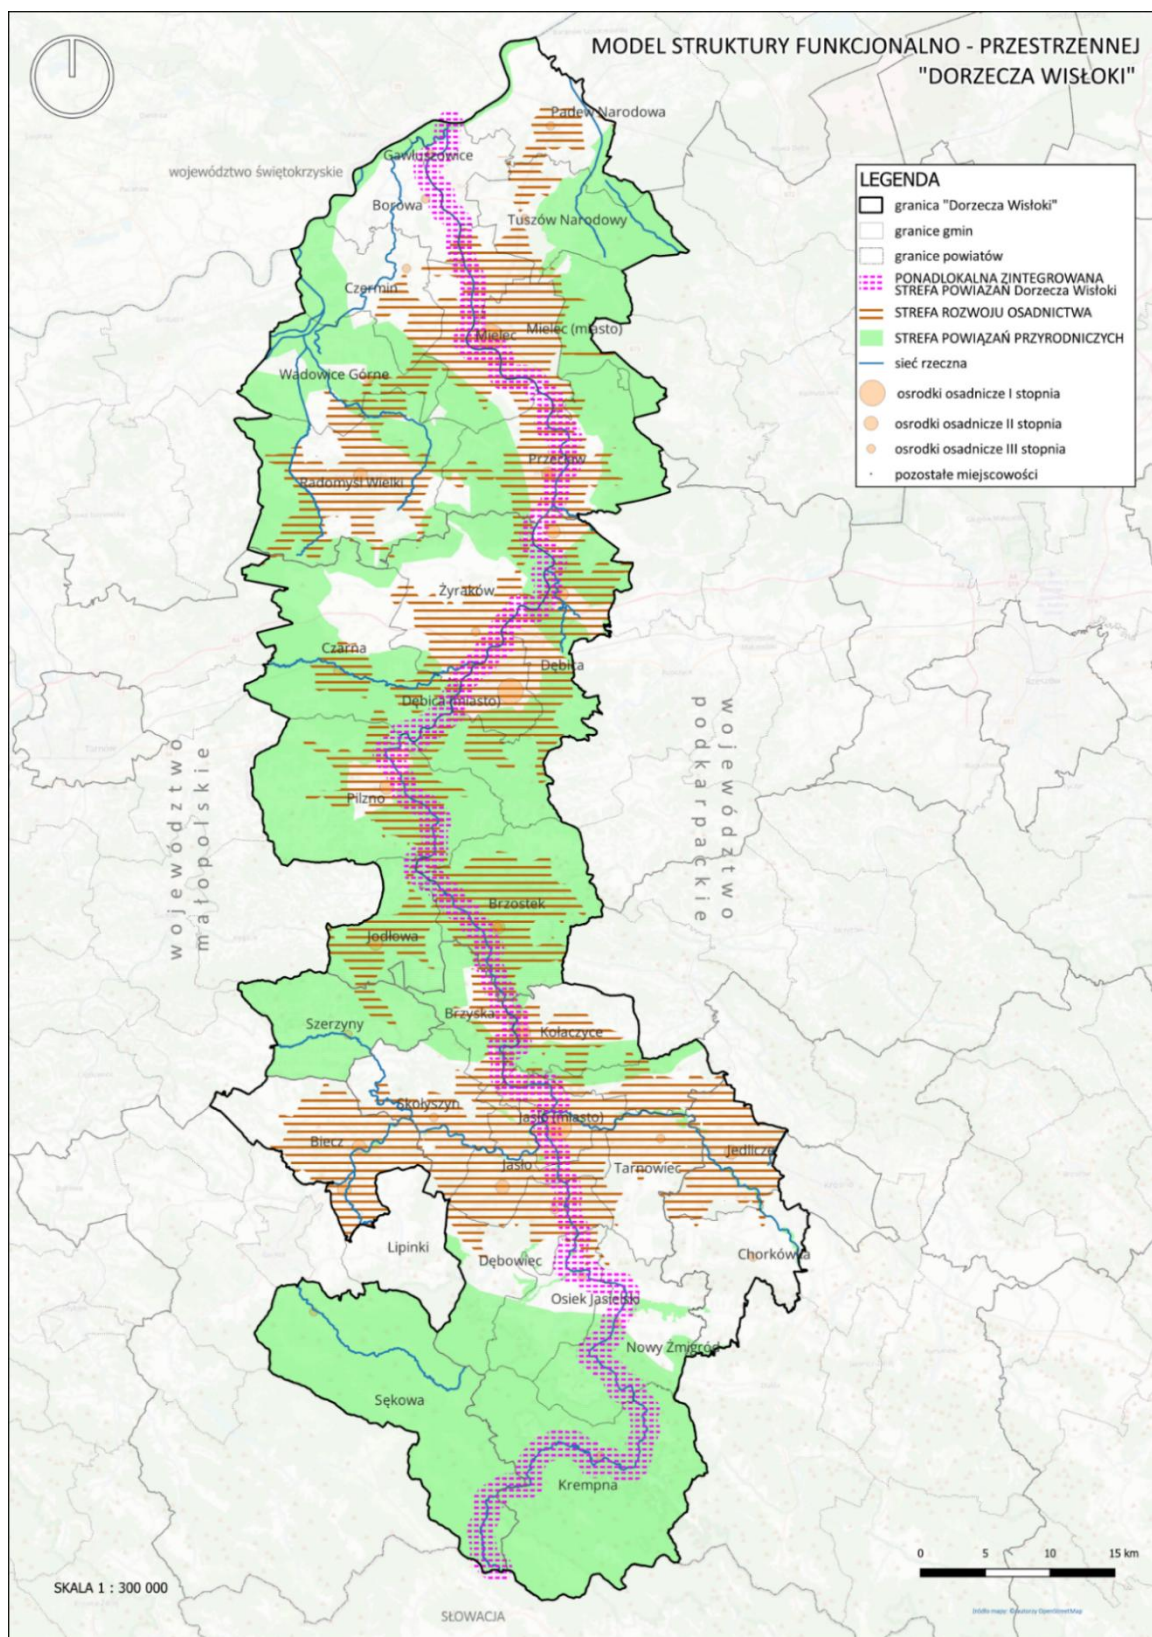 MODEL STRUKTURY FUNKCJONALNO - PRZESTRZENNEJ
"DORZECZA WISŁOKI"
LEGENDA
granica "Dorzecza Wisłoki"
granice gmin
granice powiatów
PONADLOKALNA ZINTEGROWANA
STREFA POWIAZAŃ Dorzecza Wisłoki
STREFA ROZWOJU OSADNICTWA
STREFA POWIĄZAŃ PRZYRODNICZYCH
sieć rzeczna
osrodki osadnicze I stopnia
osrodki osadnicze II stopnia
osrodki osadnicze III stopnia
pozostałe miejscowości
Padew Narodowa
Gawłuszowice
województwo świętokrzyskie
Borowa
Tuszów Narodowy
Czermin
Mielec
Mielec (miasto)
Wadowice Górne
Przecław
Radomyśl Wielki
Żyraków
Czarna
Dębica
Dębica (miasto)
województwo
małopolskie
województwo
podkarpackie
Pilzno
Brzostek
Jodłowa
Brzyska
Szerzyny
Kołaczyce
Skołyszyn
Jasło (miasto)
Biecz
Jasło
Tarnowiec
Jedlicze
Lipinki
Dębowiec
Chorkówka
Osiek Jasielski
Nowy Żmigród
Sękowa
Krempna
0 5 10 15 km
SKALA 1 : 300 000
SŁOWACJA
źródło mapy: © autorzy OpenStreetMap